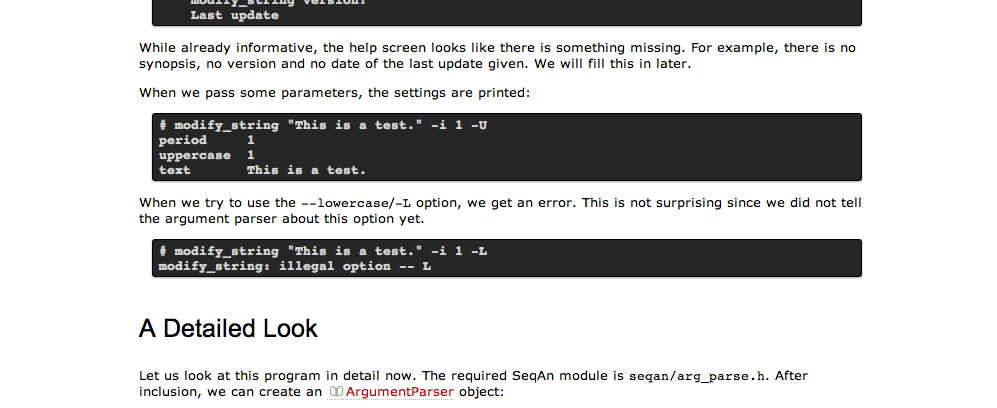 modify_string version:
Last update
While already informative, the help screen looks like there is something missing. For example, there is no
synopsis, no version and no date of the last update given. We will fill this in later.
When we pass some parameters, the settings are printed:
# modify_string "This is a test." -i 1 -U
period     1
uppercase  1
text       This is a test.
When we try to use the --lowercase/-L option, we get an error. This is not surprising since we did not tell
the argument parser about this option yet.
# modify_string "This is a test." -i 1 -L
modify_string: illegal option -- L
A Detailed Look
Let us look at this program in detail now. The required SeqAn module is seqan/arg_parse.h. After
inclusion, we can create an ArgumentParser object: